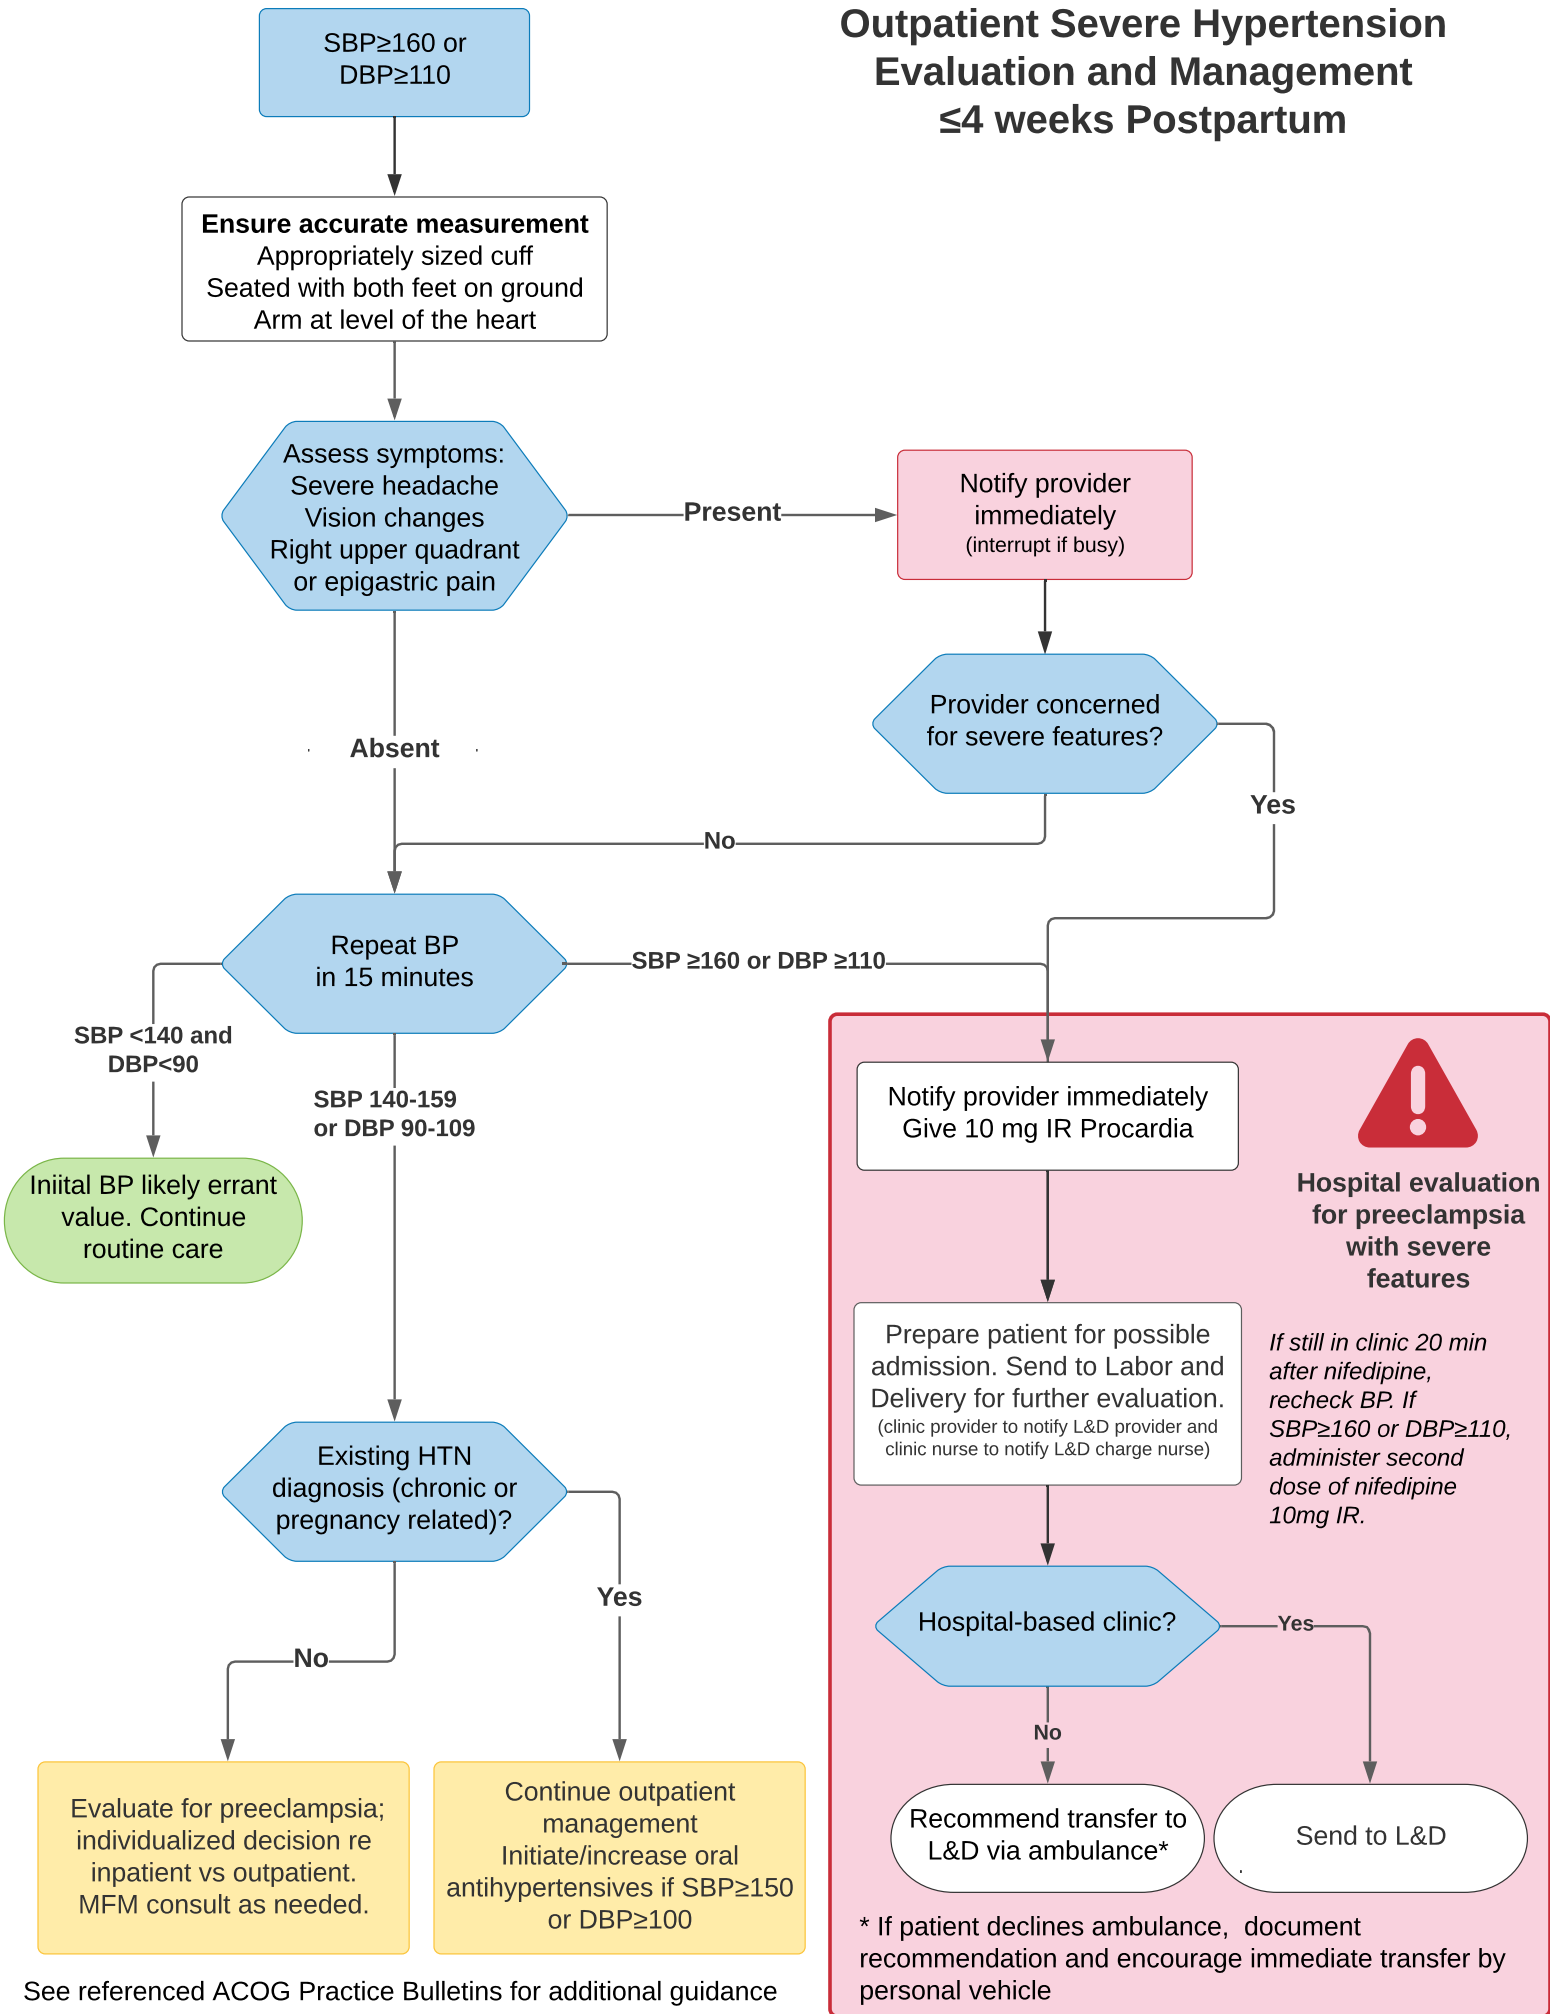 Outpatient Severe Hypertension
Evaluation and Management
≤4 weeks Postpartum
SBP≥160 or
DBP≥110
Ensure accurate measurement
Appropriately sized cuff
Seated with both feet on ground
Arm at level of the heart
Assess symptoms:
Severe headache
Vision changes
Right upper quadrant
or epigastric pain
Present
Notify provider
immediately
(interrupt if busy)
Provider concerned
for severe features?
Absent
Yes
No
Repeat BP
in 15 minutes
SBP ≥160 or DBP ≥110
SBP <140 and
DBP<90
SBP 140-159
or DBP 90-109
Iniital BP likely errant
value. Continue
routine care
Notify provider immediately
Give 10 mg IR Procardia
Hospital evaluation
for preeclampsia
with severe
features
Prepare patient for possible
admission. Send to Labor and
Delivery for further evaluation.
(clinic provider to notify L&D provider and
clinic nurse to notify L&D charge nurse)
If still in clinic 20 min
after nifedipine,
recheck BP. If
SBP≥160 or DBP≥110,
administer second
dose of nifedipine
10mg IR.
Existing HTN
diagnosis (chronic or
pregnancy related)?
Yes
No
Hospital-based clinic?
Yes
No
Evaluate for preeclampsia;
individualized decision re
inpatient vs outpatient.
MFM consult as needed.
Continue outpatient
management
Initiate/increase oral
antihypertensives if SBP≥150
or DBP≥100
Recommend transfer to
L&D via ambulance*
Send to L&D
* If patient declines ambulance,  document
recommendation and encourage immediate transfer by
personal vehicle
See referenced ACOG Practice Bulletins for additional guidance